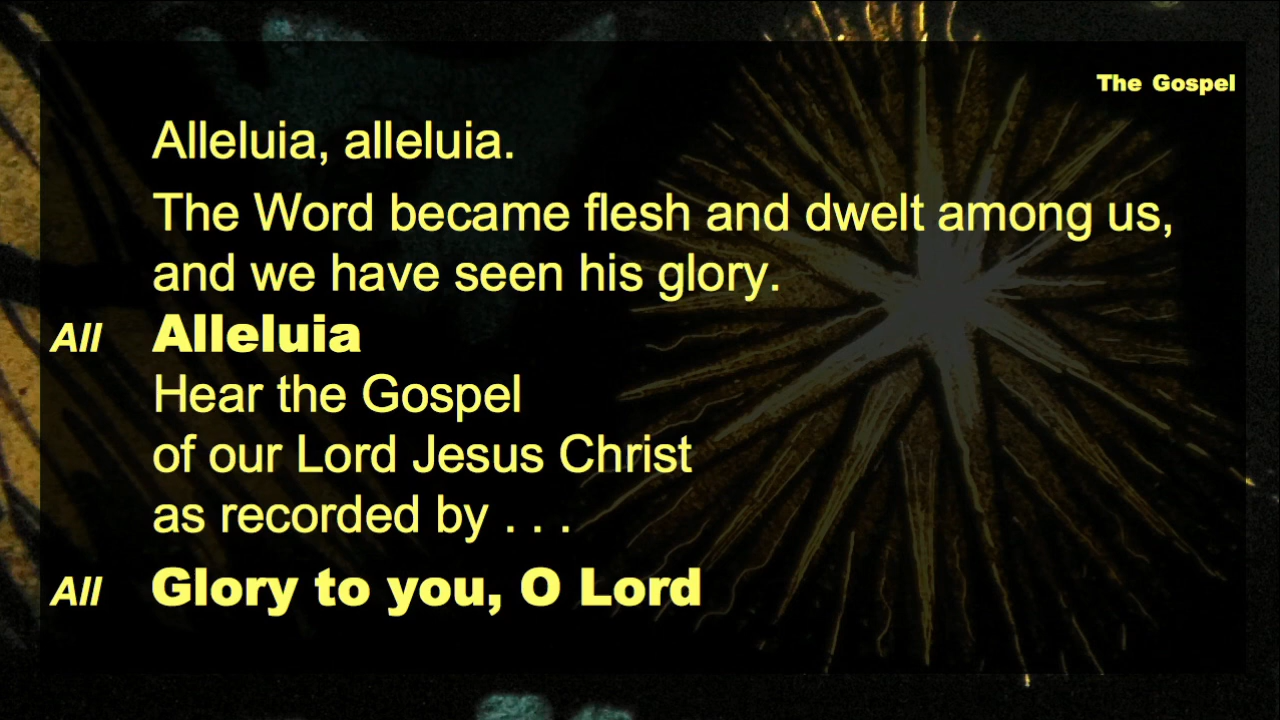 The Gospel
Alleluia, alleluia.
The Word became flesh and dwelt among us,
and we have seen his glory.
All Alleluia
Hear the Gospel
of our Lord Jesus Christ
as recorded by . . .
All Glory to you, O Lord